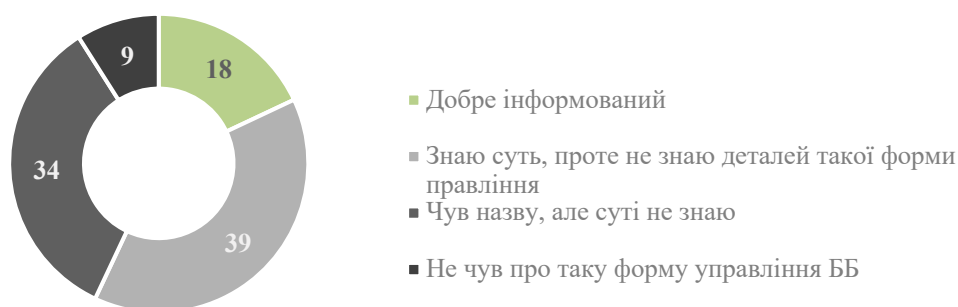 9
18
34
39
Добре інформований
Знаю суть, проте не знаю деталей такої форми
правління
Чув назву, але суті не знаю
Не чув про таку форму управління ББ